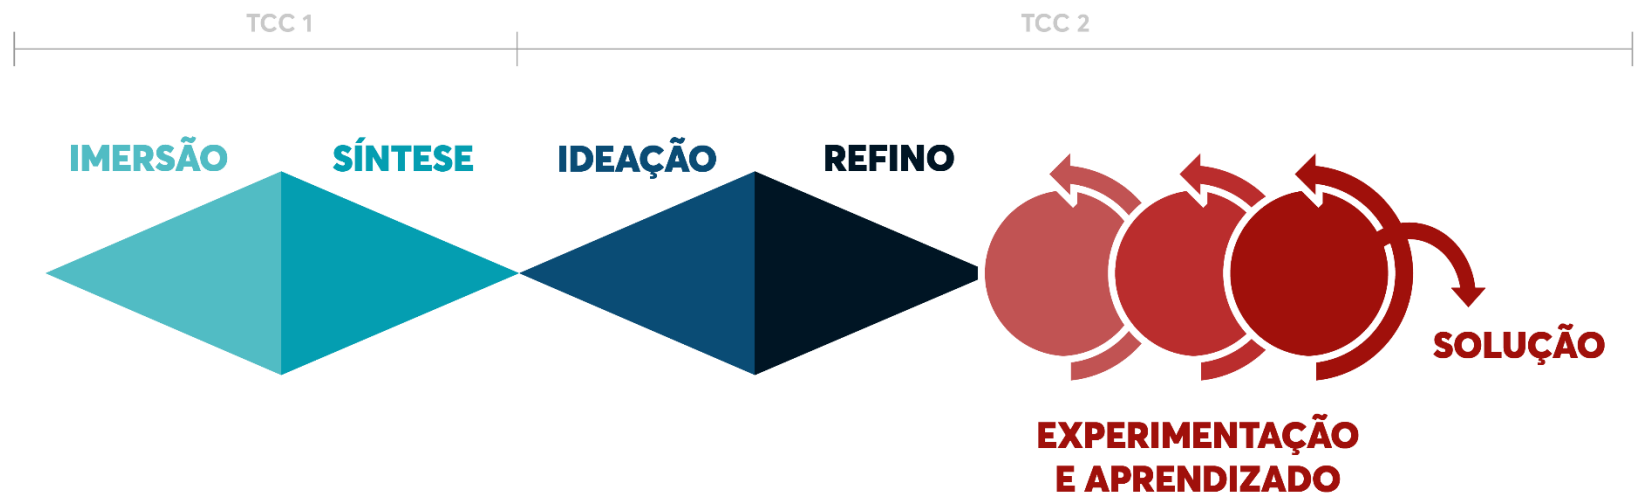 TCC 1
TCC 2
IMERSÃO
SÍNTESE
IDEAÇÃO
REFINO
SOLUÇÃO
EXPERIMENTAÇÃO
E APRENDIZADO